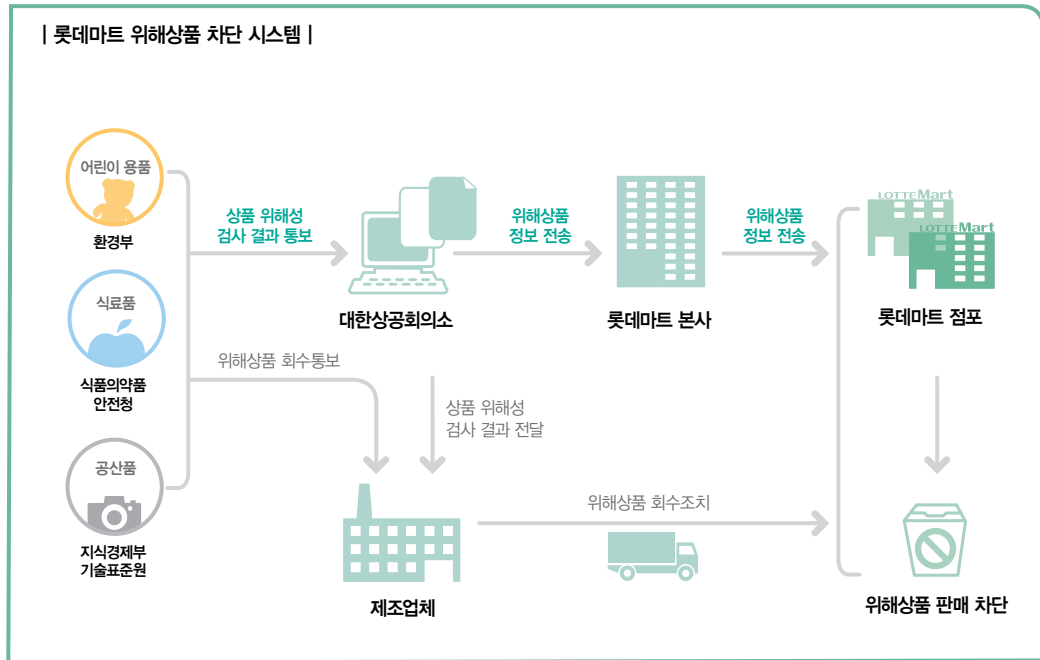 | 롯데마트 위해상품 차단 시스템 |
어린이 용품
환경부
상품 위해성
검사 결과 통보
위해상품
정보 전송
위해상품
정보 전송
LOTTEMart
LOTTEMart
식료품
식품의약품
안전청
대한상공회의소
롯데마트 본사
롯데마트 점포
위해상품 회수통보
상품 위해성
검사 결과 전달
공산품
지식경제부
기술표준원
위해상품 회수조치
제조업체
위해상품 판매 차단